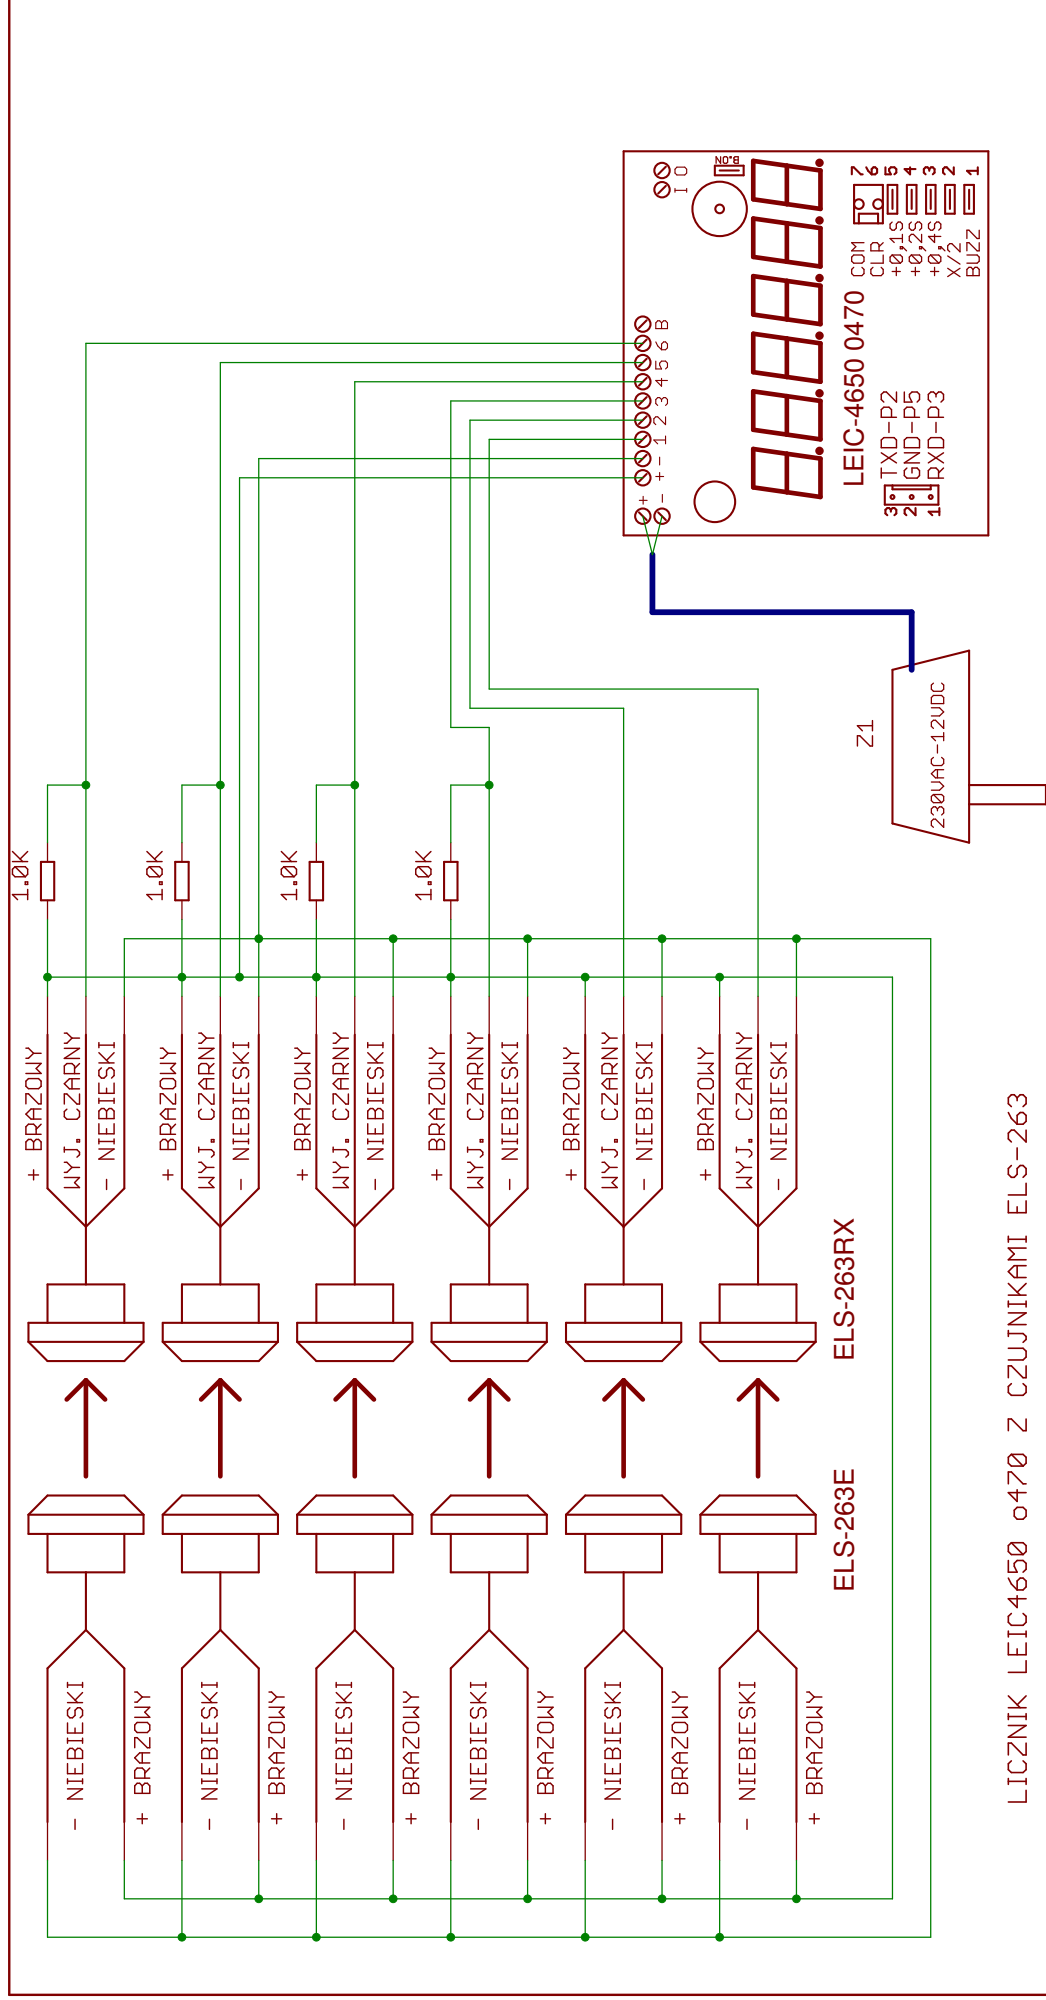 1.0K
1.0K
1.0K
1.0K
+ BRAZOWY
WYJ. CZARNY
- NIEBIESKI
+ BRAZOWY
WYJ. CZARNY
- NIEBIESKI
+ BRAZOWY
WYJ. CZARNY
- NIEBIESKI
+ BRAZOWY
WYJ. CZARNY
- NIEBIESKI
+ BRAZOWY
WYJ. CZARNY
- NIEBIESKI
+ BRAZOWY
WYJ. CZARNY
- NIEBIESKI
- NIEBIESKI
+ BRAZOWY
- NIEBIESKI
+ BRAZOWY
- NIEBIESKI
+ BRAZOWY
- NIEBIESKI
+ BRAZOWY
- NIEBIESKI
+ BRAZOWY
- NIEBIESKI
+ BRAZOWY
ELS-263E
ELS-263RX
+
-
+ - 1 2 3 4 5 6 B
I O
B.ON
LEIC-4650 0470
COM 7
CLR 6
+0,1S 5
+0,2S 4
+0,4S 3
X/2 2
BUZZ 1
3 TXD-P2
2 GND-P5
1 RXD-P3
Z1
230VAC-12VDC
LICZNIK LEIC4650 o470 Z CZUJNIKAMI ELS-263